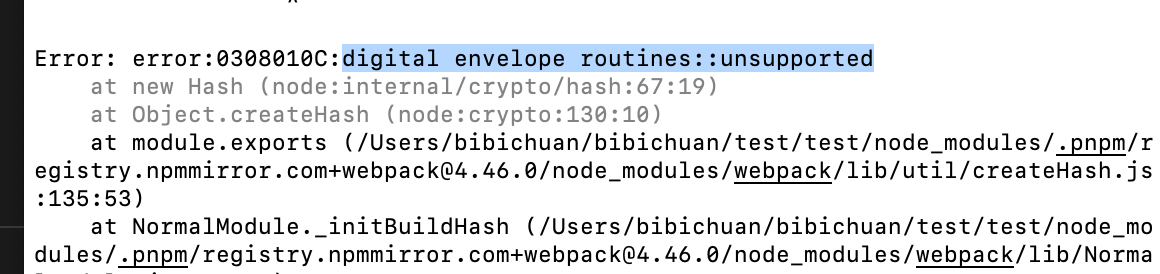 Error: error:0308010C:digital envelope routines::unsupported
    at new Hash (node:internal/crypto/hash:67:19)
    at Object.createHash (node:crypto:130:10)
    at module.exports (/Users/bibichuan/bibichuan/test/test/node_modules/.pnpm/r
egistry.npmmirror.com+webpack@4.46.0/node_modules/webpack/lib/util/createHash.js
:135:53)
    at NormalModule._initBuildHash (/Users/bibichuan/bibichuan/test/test/node_mo
dules/.pnpm/registry.npmmirror.com+webpack@4.46.0/node_modules/webpack/lib/Norma